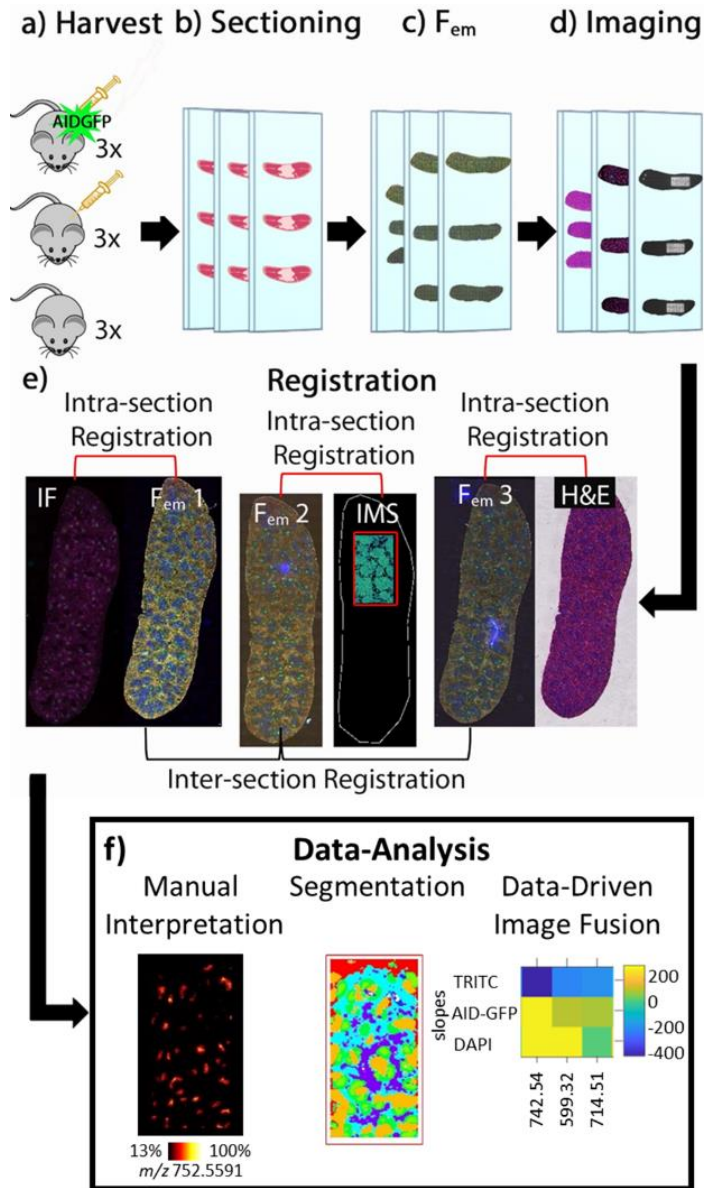 a) Harvest
b) Sectioning
c) Fem
d) Imaging
AIDGFP
3x
3x
3x
e)
Registration
Intra-section
Registration
Intra-section
Registration
Intra-section
Registration
IF
Fem 1
Fem 2
IMS
Fem 3
H&E
Inter-section Registration
f)
Data-Analysis
Manual
Interpretation
Segmentation
Data-Driven
Image Fusion
13% 100%
m/z 752.5591
slopes
TRITC
AID-GFP
DAPI
200
0
-200
-400
742.54
599.32
714.51